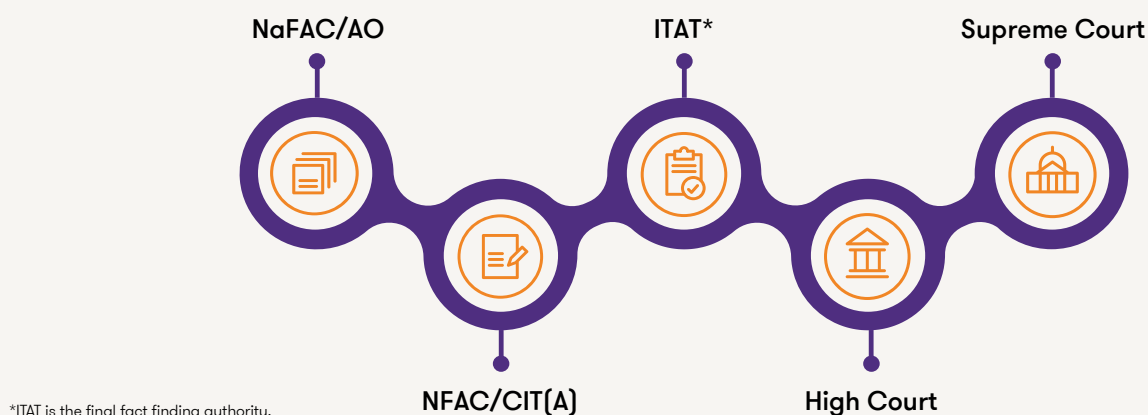 NaFAC/AO
ITAT*
Supreme Court
NFAC/CIT(A)
High Court
*ITAT is the final fact finding authority.